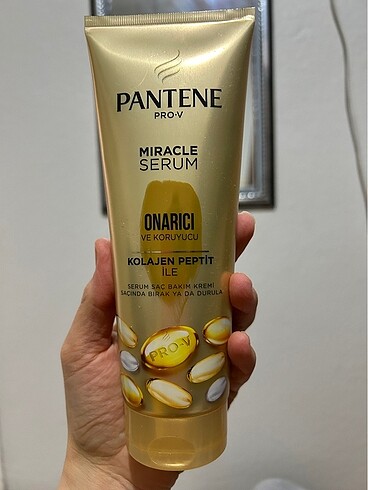 PANTENE
PRO-V
MIRACLE
SERUM
ONARICI
VE KORUYUCU
KOLAJEN PEPTİT
İLE
SERUM SAÇ BAKIM KREMİ
SAÇINDA BIRAK YA DA DURULA
PRO-V